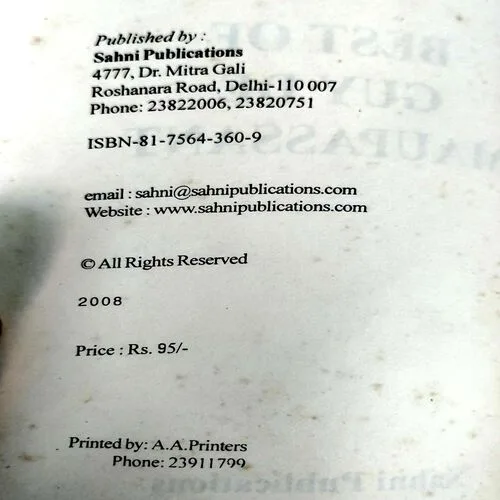 Published by :
Sahni Publications
4777, Dr. Mitra Gali
Roshanara Road, Delhi-110 007
Phone: 23822006, 23820751
ISBN-81-7564-360-9
email : sahni@sahnipublications.com
Website : www.sahnipublications.com
© All Rights Reserved
2008
Price : Rs. 95/-
Printed by: A.A.Printers
Phone: 23911799